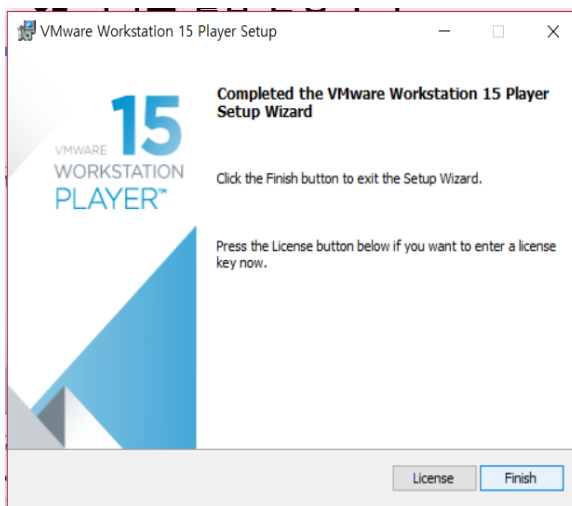 VMware Workstation 15 Player Setup
Completed the VMware Workstation 15 Player
Setup Wizard
VMWARE 15
WORKSTATION
PLAYER™
Click the Finish button to exit the Setup Wizard.
Press the License button below if you want to enter a license
key now.
License
Finish